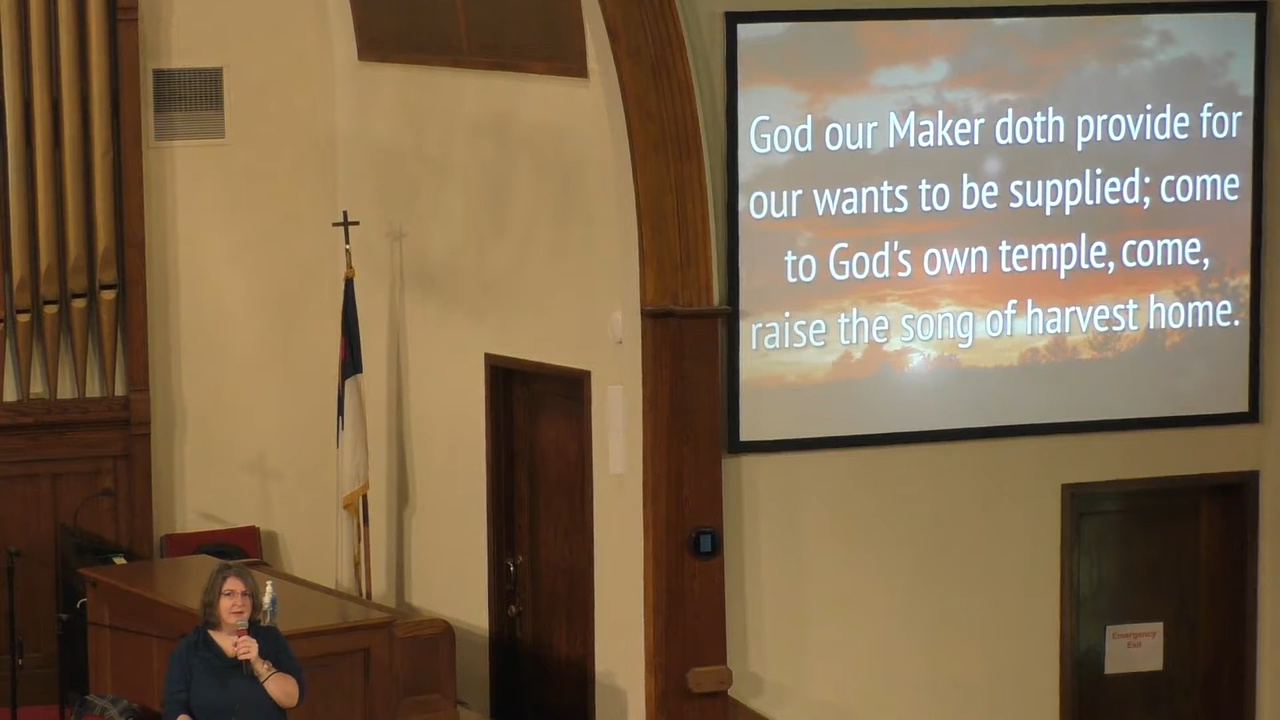 God our Maker doth provide for
our wants to be supplied; come
to God's own temple, come,
raise the song of harvest home.
Emergency
Exit